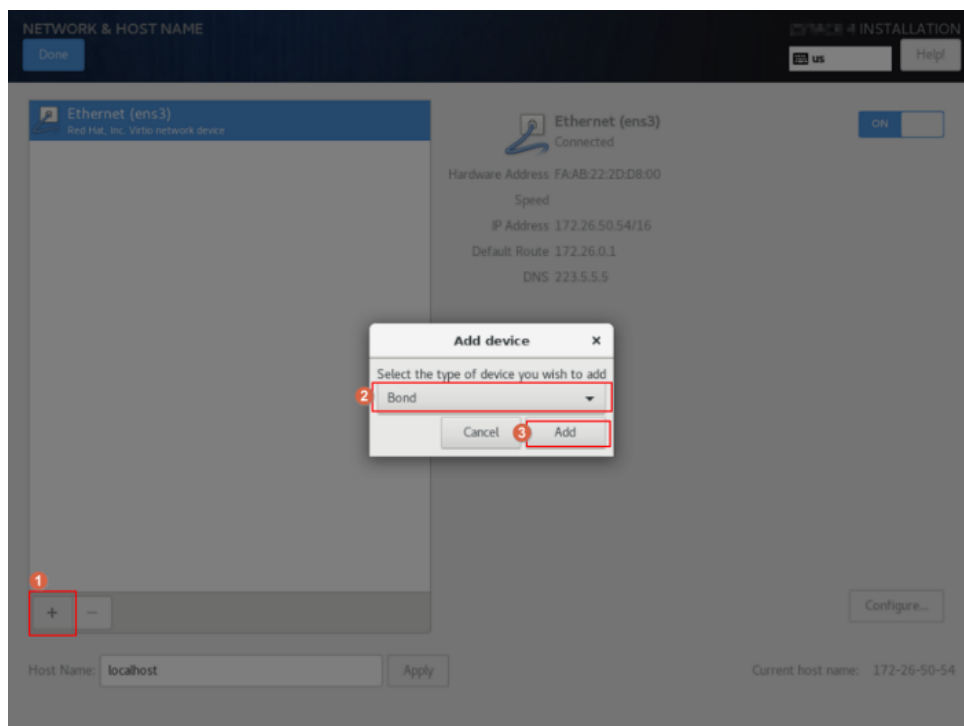 NETWORK & HOST NAME
4 INSTALLATION
Done
us
Help!
Ethernet (ens3)
Red Hat, Inc. Virtio network device
Ethernet (ens3)
Connected
ON
Hardware Address FA:AB:22:2D:D8:00
Speed
IP Address 172.26.50.54/16
Default Route 172.26.0.1
DNS 223.5.5.5
Add device
Select the type of device you wish to add
2 Bond
Cancel 3 Add
1
+ −
Configure...
Host Name: localhost Apply Current host name: 172-26-50-54